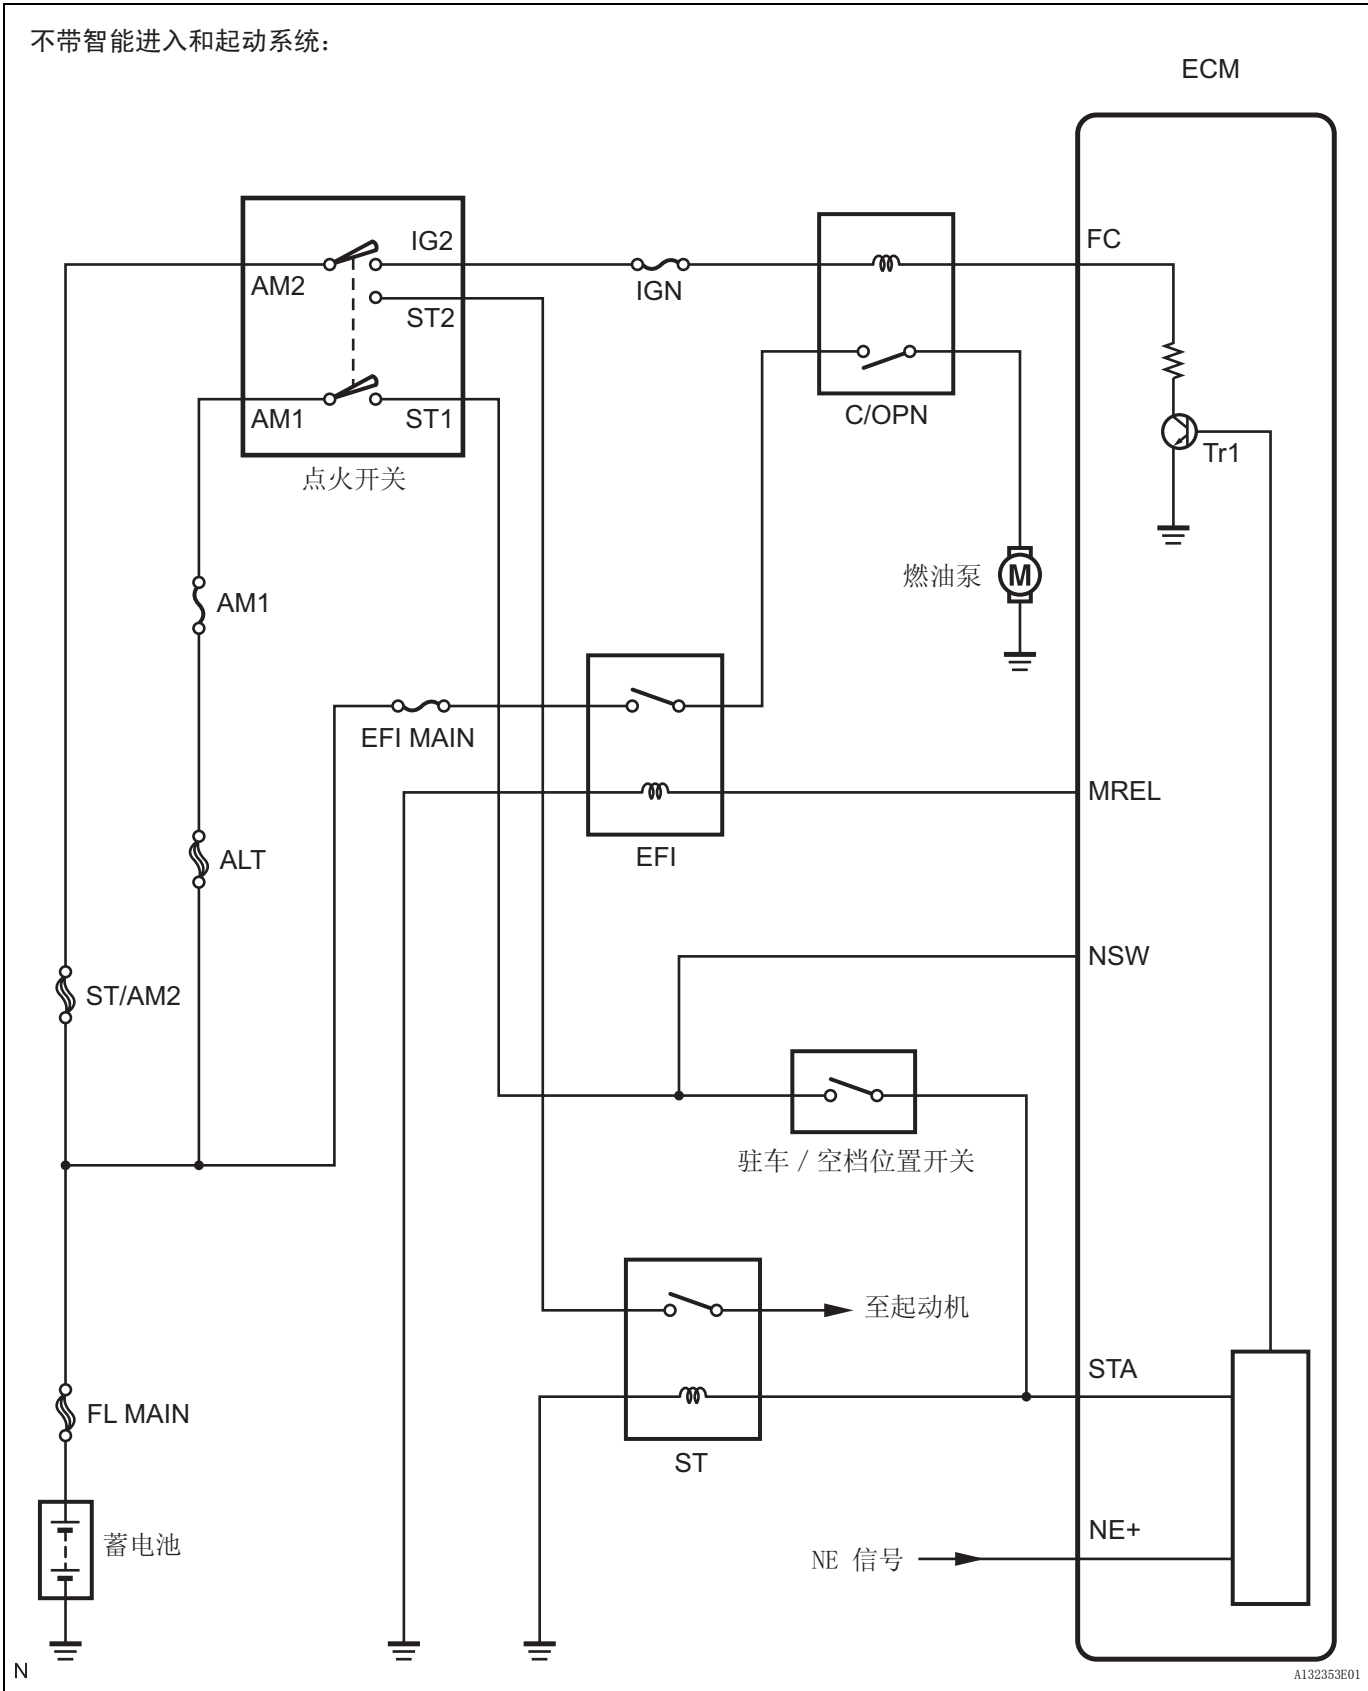 不带智能进入和起动系统:
ECM
FC
IG2
AM2
IGN
ST2
AM1
ST1
C/OPN
Tr1
点火开关
燃油泵
M
AM1
EFI MAIN
MREL
EFI
ALT
NSW
ST/AM2
驻车 / 空档位置开关
至起动机
STA
FL MAIN
ST
NE+
蓄电池
NE 信号
N
A132353E01